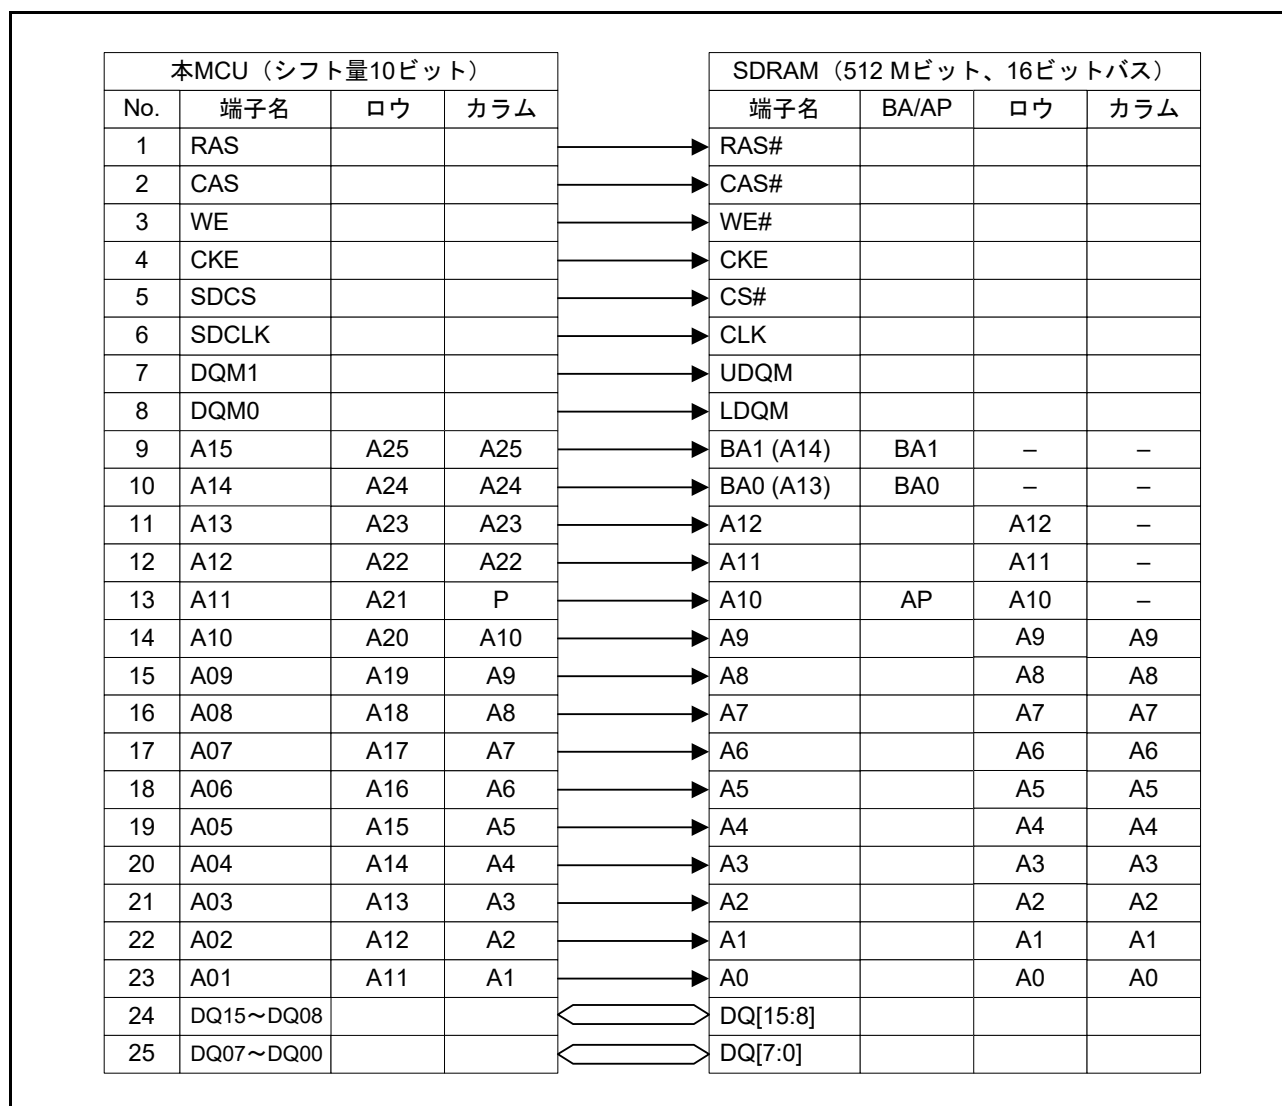 本MCU（シフト量10ビット） SDRAM（512 Mビット、16ビットバス）
No. 端子名 ロウ カラム 端子名 BA/AP ロウ カラム
1 RAS RAS#
2 CAS CAS#
3 WE WE#
4 CKE CKE
5 SDCS CS#
6 SDCLK CLK
7 DQM1 UDQM
8 DQM0 LDQM
9 A15 A25 A25 BA1 (A14) BA1 – –
10 A14 A24 A24 BA0 (A13) BA0 – –
11 A13 A23 A23 A12 A12 –
12 A12 A22 A22 A11 A11 –
13 A11 A21 P A10 AP A10 –
14 A10 A20 A10 A9 A9 A9
15 A09 A19 A9 A8 A8 A8
16 A08 A18 A8 A7 A7 A7
17 A07 A17 A7 A6 A6 A6
18 A06 A16 A6 A5 A5 A5
19 A05 A15 A5 A4 A4 A4
20 A04 A14 A4 A3 A3 A3
21 A03 A13 A3 A2 A2 A2
22 A02 A12 A2 A1 A1 A1
23 A01 A11 A1 A0 A0 A0
24 DQ15～DQ08 DQ[15:8]
25 DQ07～DQ00 DQ[7:0]